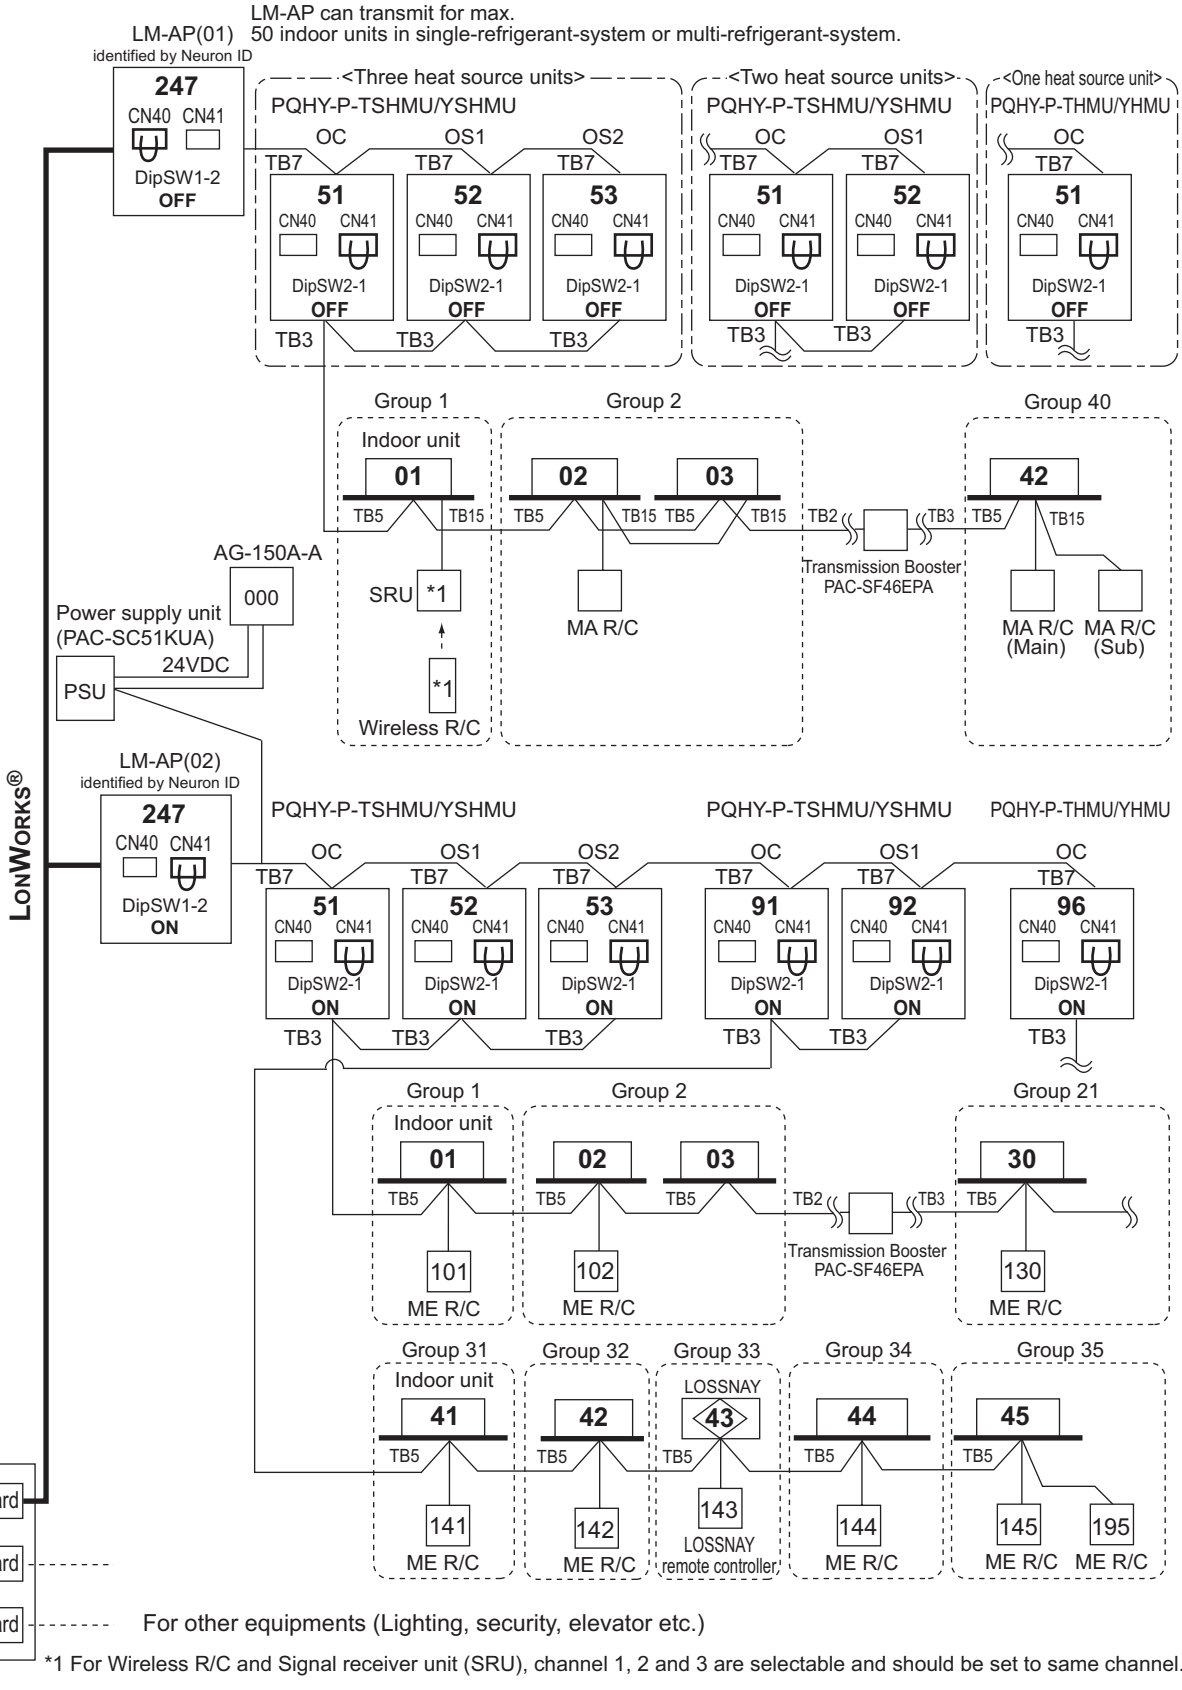 LM-AP can transmit for max.
50 indoor units in single-refrigerant-system or multi-refrigerant-system.
LM-AP(01)
identified by Neuron ID
247
CN40 CN41
DipSW1-2
OFF
<Three heat source units>
PQHY-P-TSHMU/YSHMU
OC OS1 OS2
TB7 TB7 TB7
51 52 53
CN40 CN41 CN40 CN41 CN40 CN41
DipSW2-1 DipSW2-1 DipSW2-1
OFF OFF OFF
TB3 TB3 TB3
<Two heat source units>
PQHY-P-TSHMU/YSHMU
OC OS1
TB7 TB7
51 52
CN40 CN41 CN40 CN41
DipSW2-1 DipSW2-1
OFF OFF
TB3 TB3
<One heat source unit>
PQHY-P-THMU/YHMU
OC
TB7
51
CN40 CN41
DipSW2-1
OFF
TB3
Group 1 Group 2 Group 40
Indoor unit
01 02 03 42
TB5 TB15 TB5 TB15 TB5 TB15 TB2 TB3 TB5 TB15
Transmission Booster
PAC-SF46EPA
SRU *1
MA R/C
MA R/C
(Main)
MA R/C
(Sub)
*1
Wireless R/C
AG-150A-A
000
Power supply unit
(PAC-SC51KUA)
24VDC
PSU
LONWORKS®
LM-AP(02)
identified by Neuron ID
247
CN40 CN41
DipSW1-2
ON
PQHY-P-TSHMU/YSHMU PQHY-P-TSHMU/YSHMU PQHY-P-THMU/YHMU
OC OS1 OS2 OC OS1 OC
TB7 TB7 TB7 TB7 TB7 TB7
51 52 53 91 92 96
CN40 CN41 CN40 CN41 CN40 CN41 CN40 CN41 CN40 CN41 CN40 CN41
DipSW2-1 DipSW2-1 DipSW2-1 DipSW2-1 DipSW2-1 DipSW2-1
ON ON ON ON ON ON
TB3 TB3 TB3 TB3 TB3 TB3
Group 1 Group 2 Group 21
Indoor unit
01 02 03 30
TB5 TB5 TB5 TB2 TB3 TB5
Transmission Booster
PAC-SF46EPA
101 102 130
ME R/C ME R/C ME R/C
Group 31 Group 32 Group 33 Group 34 Group 35
Indoor unit
LOSSNAY
41 42 43 44 45
TB5 TB5 TB5 TB5 TB5
141 142 143 144 145 195
ME R/C ME R/C
LOSSNAY
remote controller
ME R/C ME R/C ME R/C
rd
rd
rd
For other equipments (Lighting, security, elevator etc.)
*1 For Wireless R/C and Signal receiver unit (SRU), channel 1, 2 and 3 are selectable and should be set to same channel.